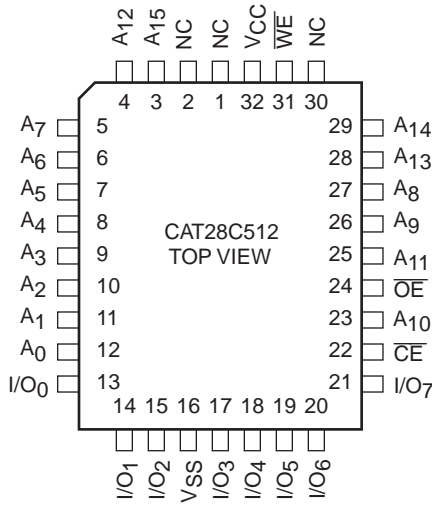 A12 A15 NC NC VCC W̅E̅ NC
4 3 2 1 32 31 30
A7 5 29 A14
A6 6 28 A13
A5 7 27 A8
A4 8 26 A9
A3 9 25 A11
A2 10 24 O̅E̅
A1 11 23 A10
A0 12 22 C̅E̅
I/O0 13 21 I/O7
CAT28C512
TOP VIEW
14 15 16 17 18 19 20
I/O1 I/O2 VSS I/O3 I/O4 I/O5 I/O6